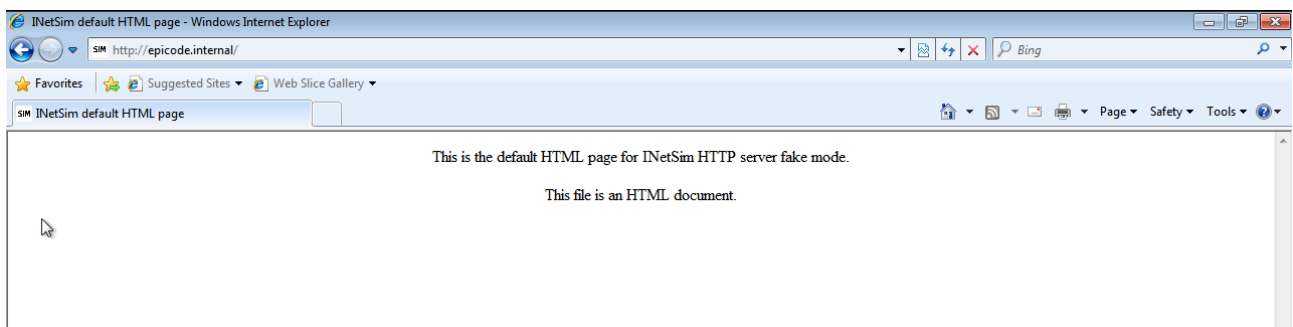 INetSim default HTML page - Windows Internet Explorer
SIM http://epicode.internal/ Bing
Favorites Suggested Sites Web Slice Gallery
SIM INetSim default HTML page Page Safety Tools
This is the default HTML page for INetSim HTTP server fake mode.
This file is an HTML document.